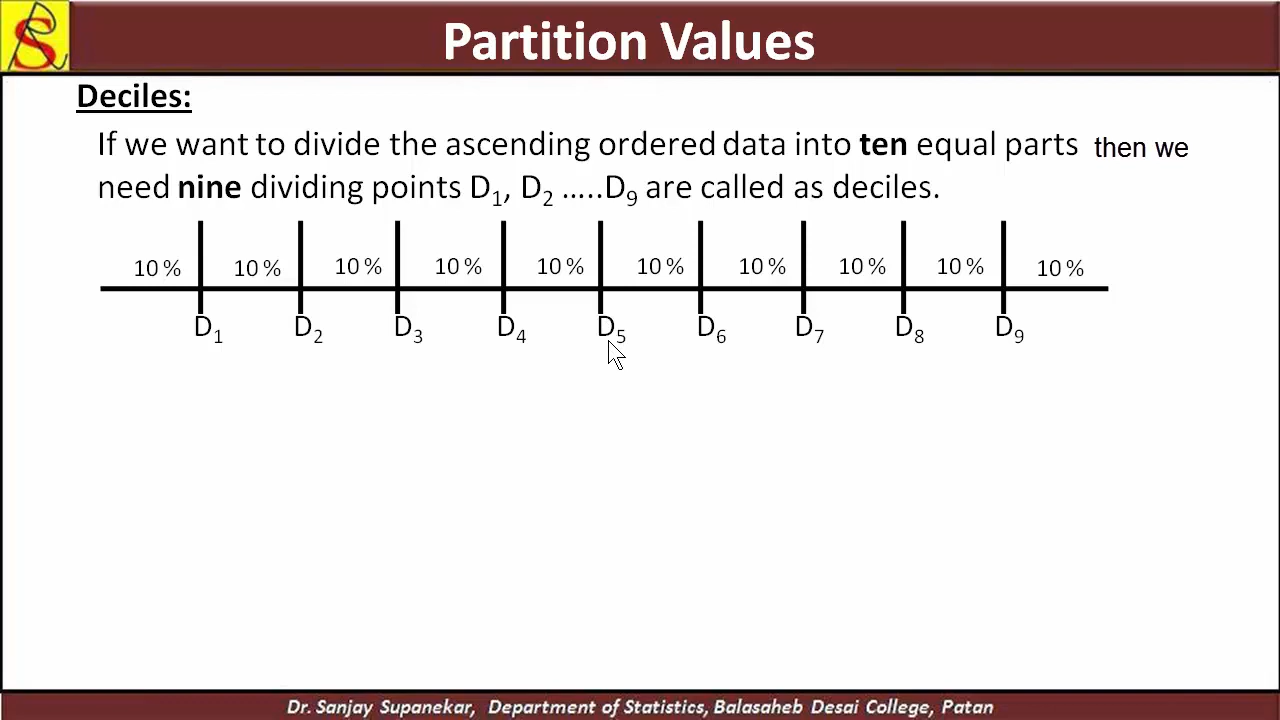 Partition Values
Deciles:
If we want to divide the ascending ordered data into ten equal parts then we
need nine dividing points D₁, D₂ .....D₉ are called as deciles.
10 % 10 % 10 % 10 % 10 % 10 % 10 % 10 % 10 % 10 %
D₁ D₂ D₃ D₄ D₅ D₆ D₇ D₈ D₉
Dr. Sanjay Supanekar, Department of Statistics, Balasaheb Desai College, Patan